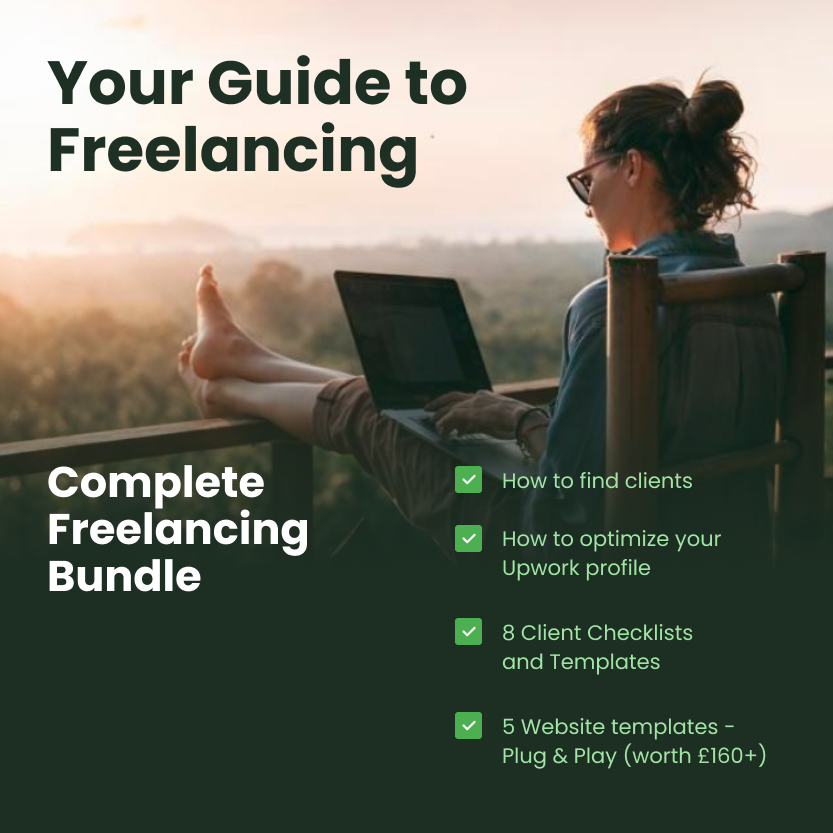 Your Guide to
Freelancing
Complete
Freelancing
Bundle
How to find clients
How to optimize your
Upwork profile
8 Client Checklists
and Templates
5 Website templates -
Plug & Play (worth £160+)